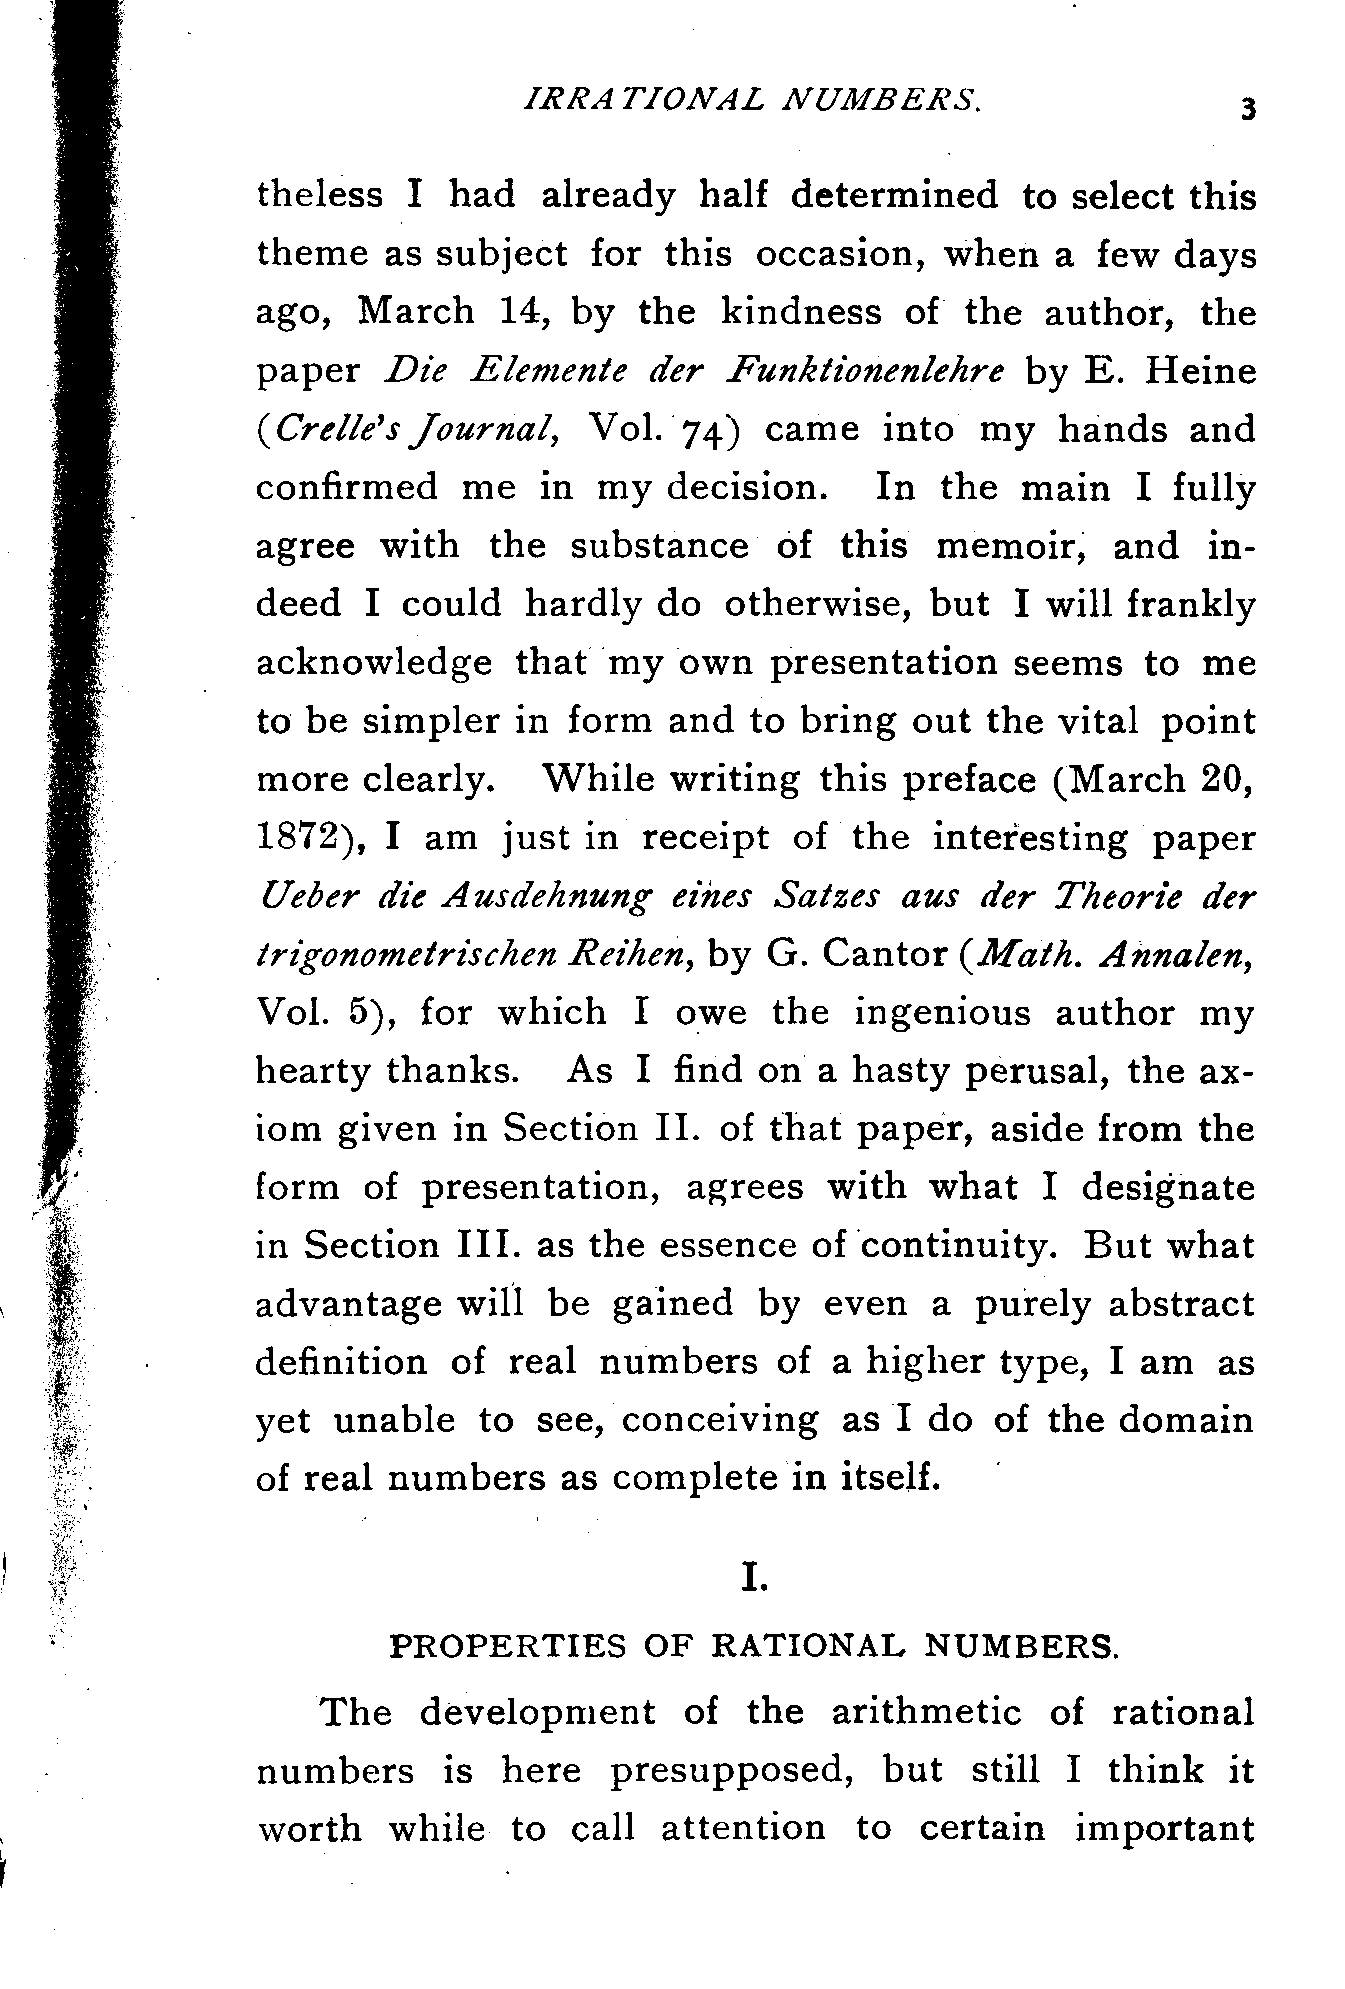 IRRATIONAL NUMBERS. 3
theless I had already half determined to select this
theme as subject for this occasion, when a few days
ago, March 14, by the kindness of the author, the
paper Die Elemente der Funktionenlehre by E. Heine
(Crelle's Journal, Vol. 74) came into my hands and
confirmed me in my decision. In the main I fully
agree with the substance of this memoir, and in-
deed I could hardly do otherwise, but I will frankly
acknowledge that my own presentation seems to me
to be simpler in form and to bring out the vital point
more clearly. While writing this preface (March 20,
1872), I am just in receipt of the interesting paper
Ueber die Ausdehnung eines Satzes aus der Theorie der
trigonometrischen Reihen, by G. Cantor (Math. Annalen,
Vol. 5), for which I owe the ingenious author my
hearty thanks. As I find on a hasty perusal, the ax-
iom given in Section II. of that paper, aside from the
form of presentation, agrees with what I designate
in Section III. as the essence of continuity. But what
advantage will be gained by even a purely abstract
definition of real numbers of a higher type, I am as
yet unable to see, conceiving as I do of the domain
of real numbers as complete in itself.
I.
PROPERTIES OF RATIONAL NUMBERS.
The development of the arithmetic of rational
numbers is here presupposed, but still I think it
worth while to call attention to certain important